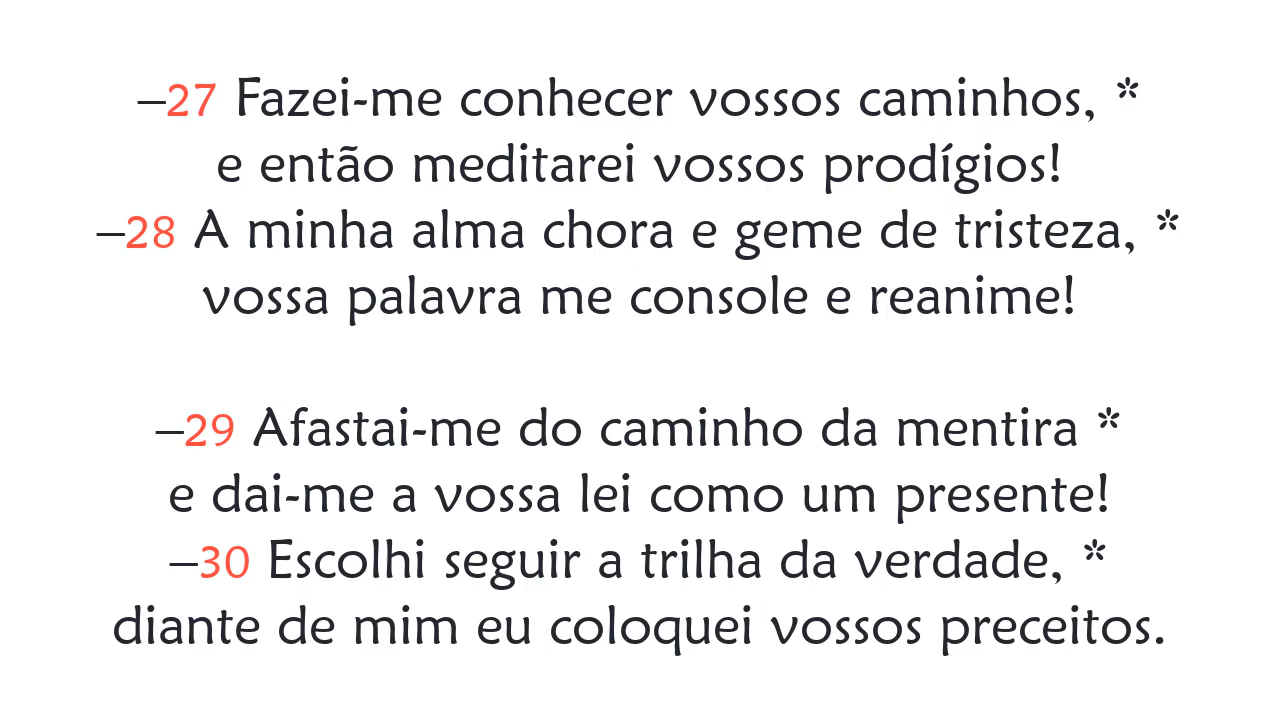 –27 Fazei-me conhecer vossos caminhos, *
e então meditarei vossos prodígios!
–28 A minha alma chora e geme de tristeza, *
vossa palavra me console e reanime!
–29 Afastai-me do caminho da mentira *
e dai-me a vossa lei como um presente!
–30 Escolhi seguir a trilha da verdade, *
diante de mim eu coloquei vossos preceitos.